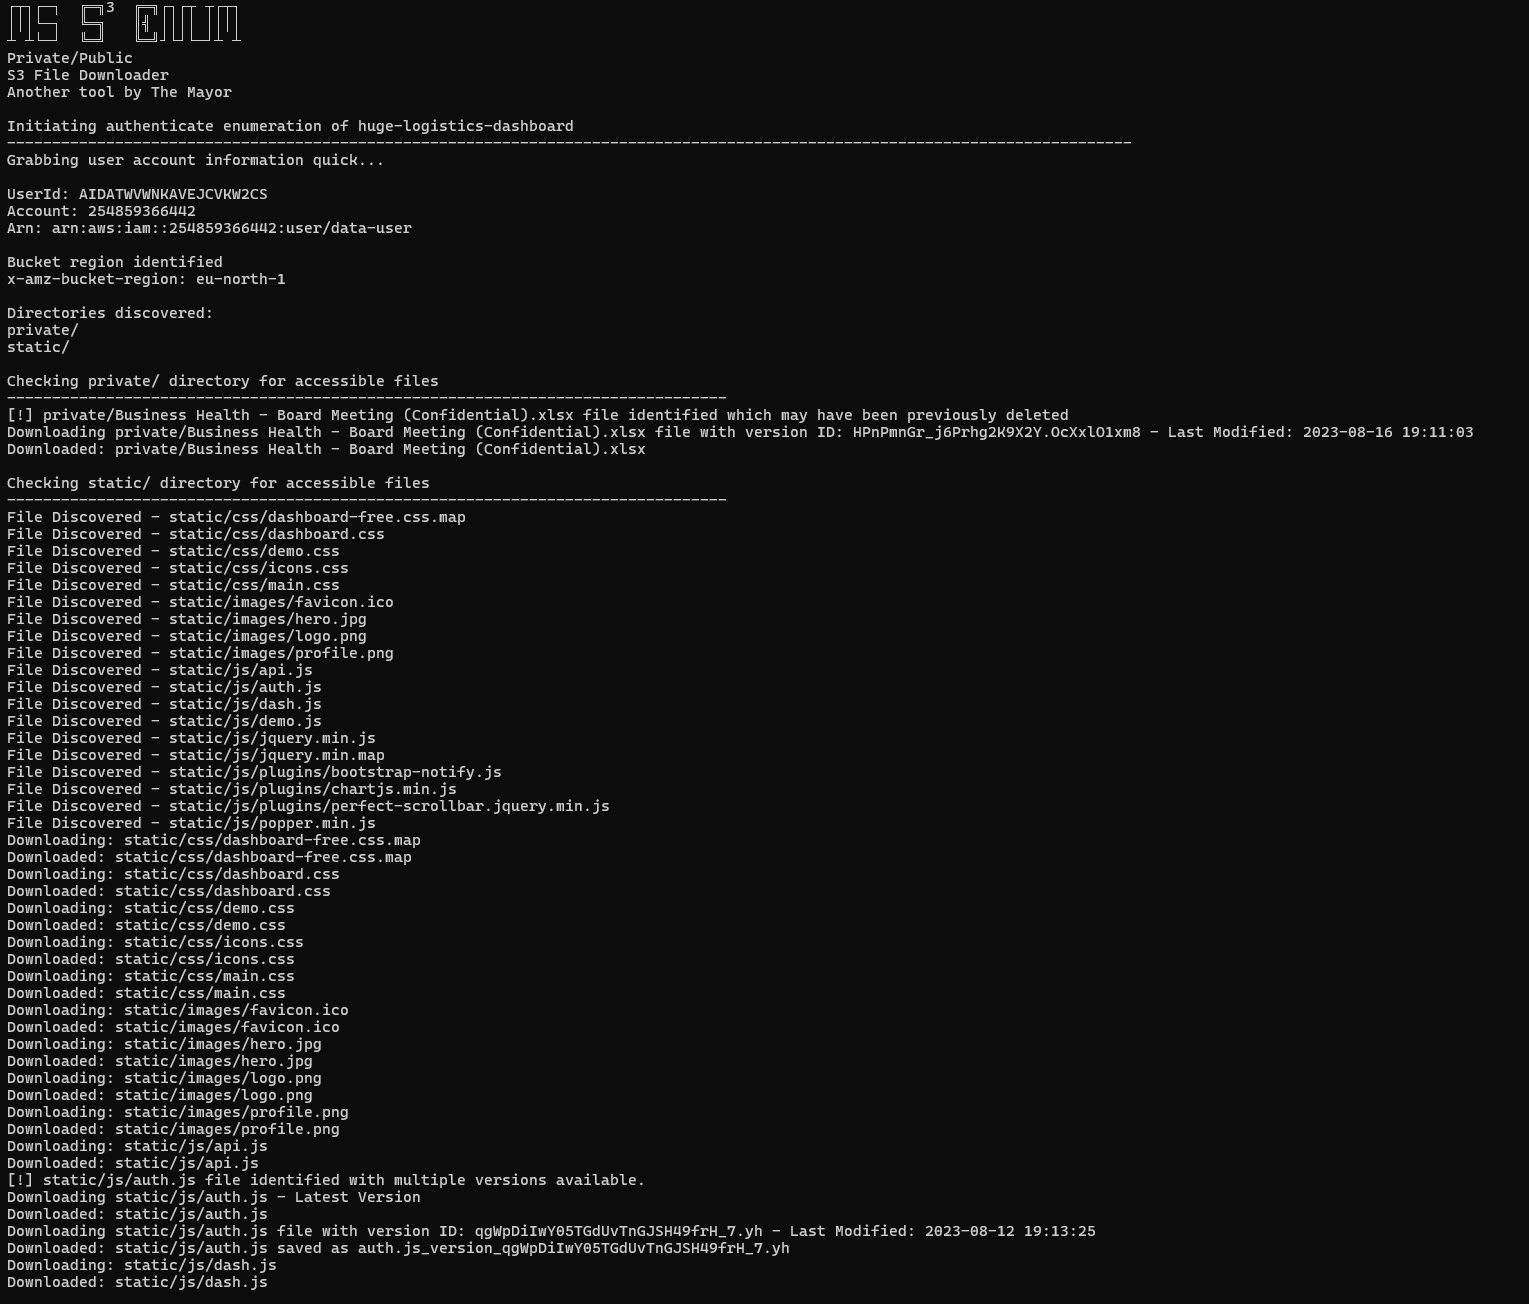 MS S3 ENUM
Private/Public
S3 File Downloader
Another tool by The Mayor
Initiating authenticate enumeration of huge-logistics-dashboard
-----------------------------------------------------------------------------------------------------------------------------
Grabbing user account information quick...
UserId: AIDATWVWNKAVEJCVKW2CS
Account: 254859366442
Arn: arn:aws:iam::254859366442:user/data-user
Bucket region identified
x-amz-bucket-region: eu-north-1
Directories discovered:
private/
static/
Checking private/ directory for accessible files
--------------------------------------------------------------------------------
[!] private/Business Health - Board Meeting (Confidential).xlsx file identified which may have been previously deleted
Downloading private/Business Health - Board Meeting (Confidential).xlsx file with version ID: HPnPmnGr_j6Prhg2K9X2Y.OcXxlO1xm8 - Last Modified: 2023-08-16 19:11:03
Downloaded: private/Business Health - Board Meeting (Confidential).xlsx
Checking static/ directory for accessible files
--------------------------------------------------------------------------------
File Discovered - static/css/dashboard-free.css.map
File Discovered - static/css/dashboard.css
File Discovered - static/css/demo.css
File Discovered - static/css/icons.css
File Discovered - static/css/main.css
File Discovered - static/images/favicon.ico
File Discovered - static/images/hero.jpg
File Discovered - static/images/logo.png
File Discovered - static/images/profile.png
File Discovered - static/js/api.js
File Discovered - static/js/auth.js
File Discovered - static/js/dash.js
File Discovered - static/js/demo.js
File Discovered - static/js/jquery.min.js
File Discovered - static/js/jquery.min.map
File Discovered - static/js/plugins/bootstrap-notify.js
File Discovered - static/js/plugins/chartjs.min.js
File Discovered - static/js/plugins/perfect-scrollbar.jquery.min.js
File Discovered - static/js/popper.min.js
Downloading: static/css/dashboard-free.css.map
Downloaded: static/css/dashboard-free.css.map
Downloading: static/css/dashboard.css
Downloaded: static/css/dashboard.css
Downloading: static/css/demo.css
Downloaded: static/css/demo.css
Downloading: static/css/icons.css
Downloaded: static/css/icons.css
Downloading: static/css/main.css
Downloaded: static/css/main.css
Downloading: static/images/favicon.ico
Downloaded: static/images/favicon.ico
Downloading: static/images/hero.jpg
Downloaded: static/images/hero.jpg
Downloading: static/images/logo.png
Downloaded: static/images/logo.png
Downloading: static/images/profile.png
Downloaded: static/images/profile.png
Downloading: static/js/api.js
Downloaded: static/js/api.js
[!] static/js/auth.js file identified with multiple versions available.
Downloading static/js/auth.js - Latest Version
Downloaded: static/js/auth.js
Downloading static/js/auth.js file with version ID: qgWpDiIwY05TGdUvTnGJSH49frH_7.yh - Last Modified: 2023-08-12 19:13:25
Downloaded: static/js/auth.js saved as auth.js_version_qgWpDiIwY05TGdUvTnGJSH49frH_7.yh
Downloading: static/js/dash.js
Downloaded: static/js/dash.js